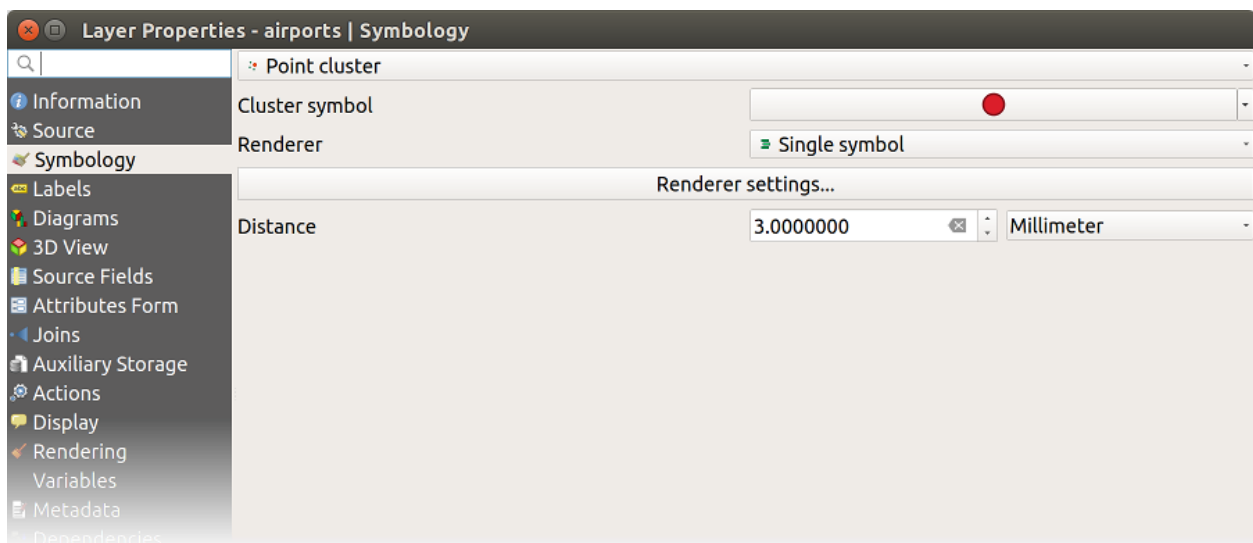 Layer Properties - airports | Symbology
Point cluster
Information
Cluster symbol
Source
Renderer
Single symbol
Symbology
Renderer settings...
Labels
Diagrams
Distance
3.0000000
Millimeter
3D View
Source Fields
Attributes Form
Joins
Auxiliary Storage
Actions
Display
Rendering
Variables
Metadata
Dependencies